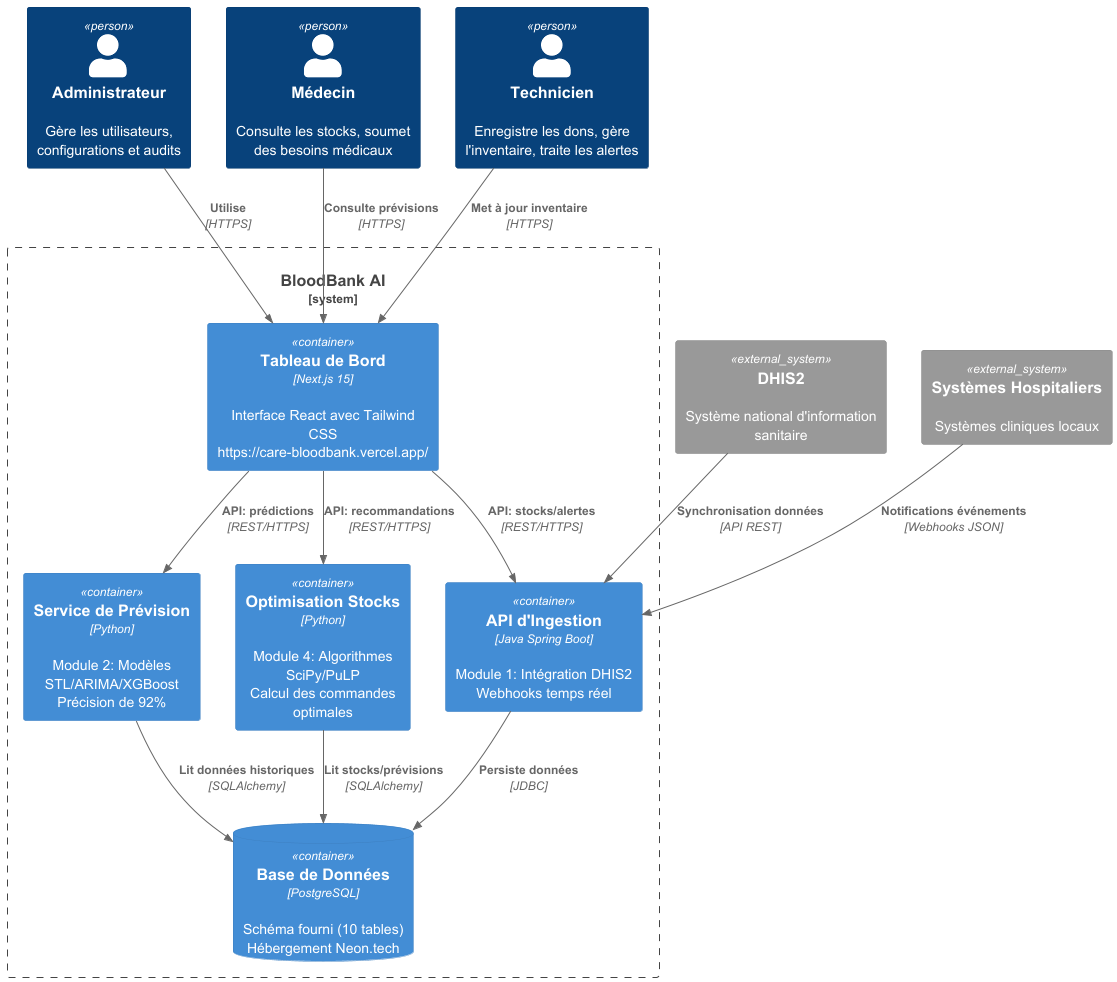 «person»
Administrateur
Gère les utilisateurs,
configurations et audits
«person»
Médecin
Consulte les stocks, soumet
des besoins médicaux
«person»
Technicien
Enregistre les dons, gère
l'inventaire, traite les alertes
Utilise
[HTTPS]
Consulte prévisions
[HTTPS]
Met à jour inventaire
[HTTPS]
BloodBank AI
[system]
«container»
Tableau de Bord
[Next.js 15]
Interface React avec Tailwind
CSS
https://care-bloodbank.vercel.app/
«external_system»
DHIS2
Système national d'information
sanitaire
«external_system»
Systèmes Hospitaliers
Systèmes cliniques locaux
API: prédictions
[REST/HTTPS]
API: recommandations
[REST/HTTPS]
API: stocks/alertes
[REST/HTTPS]
Synchronisation données
[API REST]
Notifications événements
[Webhooks JSON]
«container»
Service de Prévision
[Python]
Module 2: Modèles
STL/ARIMA/XGBoost
Précision de 92%
«container»
Optimisation Stocks
[Python]
Module 4: Algorithmes
SciPy/PuLP
Calcul des commandes
optimales
«container»
API d'Ingestion
[Java Spring Boot]
Module 1: Intégration DHIS2
Webhooks temps réel
Lit données historiques
[SQLAlchemy]
Lit stocks/prévisions
[SQLAlchemy]
Persiste données
[JDBC]
«container»
Base de Données
[PostgreSQL]
Schéma fourni (10 tables)
Hébergement Neon.tech